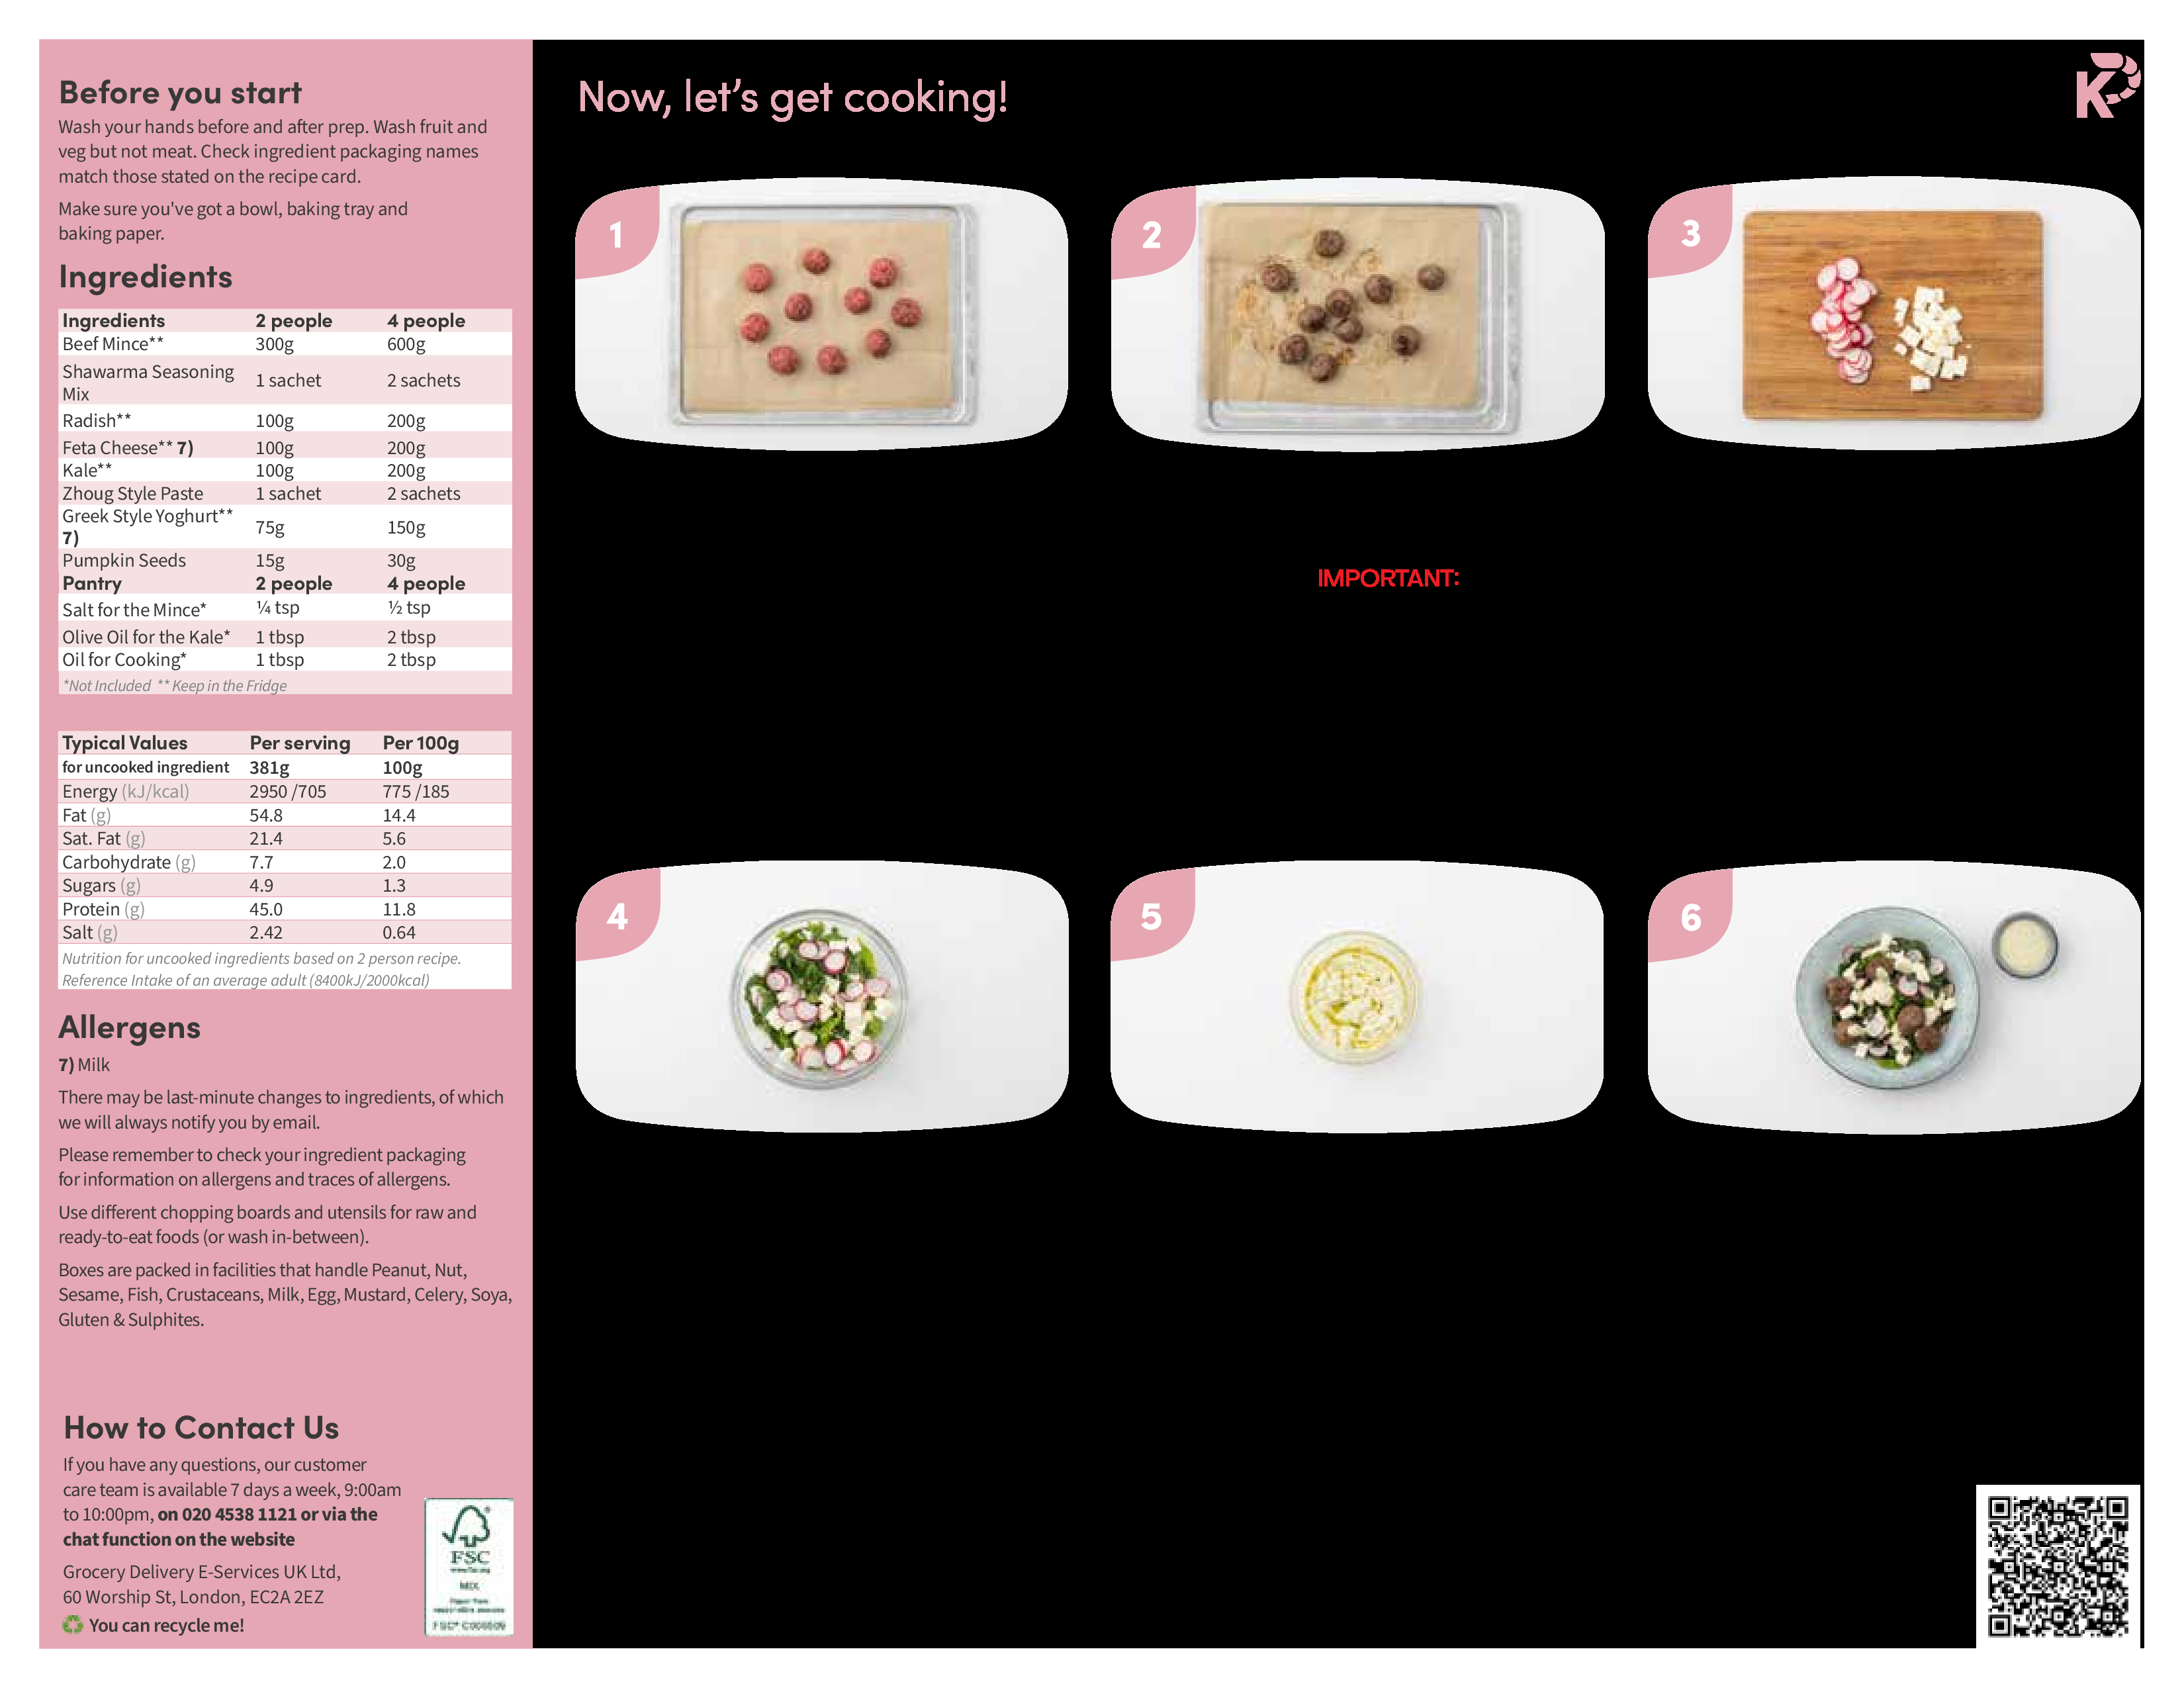 Before you start
Wash your hands before and after prep. Wash fruit and
veg but not meat. Check ingredient packaging names
match those stated on the recipe card.
Make sure you've got a bowl, baking tray and
baking paper.
Ingredients
Ingredients 2 people 4 people
Beef Mince** 300g 600g
Shawarma Seasoning
Mix 1 sachet 2 sachets
Radish** 100g 200g
Feta Cheese** 7) 100g 200g
Kale** 100g 200g
Zhoug Style Paste 1 sachet 2 sachets
Greek Style Yoghurt**
7) 75g 150g
Pumpkin Seeds 15g 30g
Pantry 2 people 4 people
Salt for the Mince* ¼ tsp ½ tsp
Olive Oil for the Kale* 1 tbsp 2 tbsp
Oil for Cooking* 1 tbsp 2 tbsp
*Not Included ** Keep in the Fridge
Typical Values Per serving Per 100g
for uncooked ingredient 381g 100g
Energy (kJ/kcal) 2950 /705 775 /185
Fat (g) 54.8 14.4
Sat. Fat (g) 21.4 5.6
Carbohydrate (g) 7.7 2.0
Sugars (g) 4.9 1.3
Protein (g) 45.0 11.8
Salt (g) 2.42 0.64
Nutrition for uncooked ingredients based on 2 person recipe.
Reference Intake of an average adult (8400kJ/2000kcal)
Allergens
7) Milk
There may be last-minute changes to ingredients, of which
we will always notify you by email.
Please remember to check your ingredient packaging
for information on allergens and traces of allergens.
Use different chopping boards and utensils for raw and
ready-to-eat foods (or wash in-between).
Boxes are packed in facilities that handle Peanut, Nut,
Sesame, Fish, Crustaceans, Milk, Egg, Mustard, Celery, Soya,
Gluten & Sulphites.
How to Contact Us
If you have any questions, our customer
care team is available 7 days a week, 9:00am
to 10:00pm, on 020 4538 1121 or via the
chat function on the website
Grocery Delivery E-Services UK Ltd,
60 Worship St, London, EC2A 2EZ
You can recycle me!
FSC
MIX
Now, let's get cooking!
K
1
2
3
IMPORTANT:
4
5
6